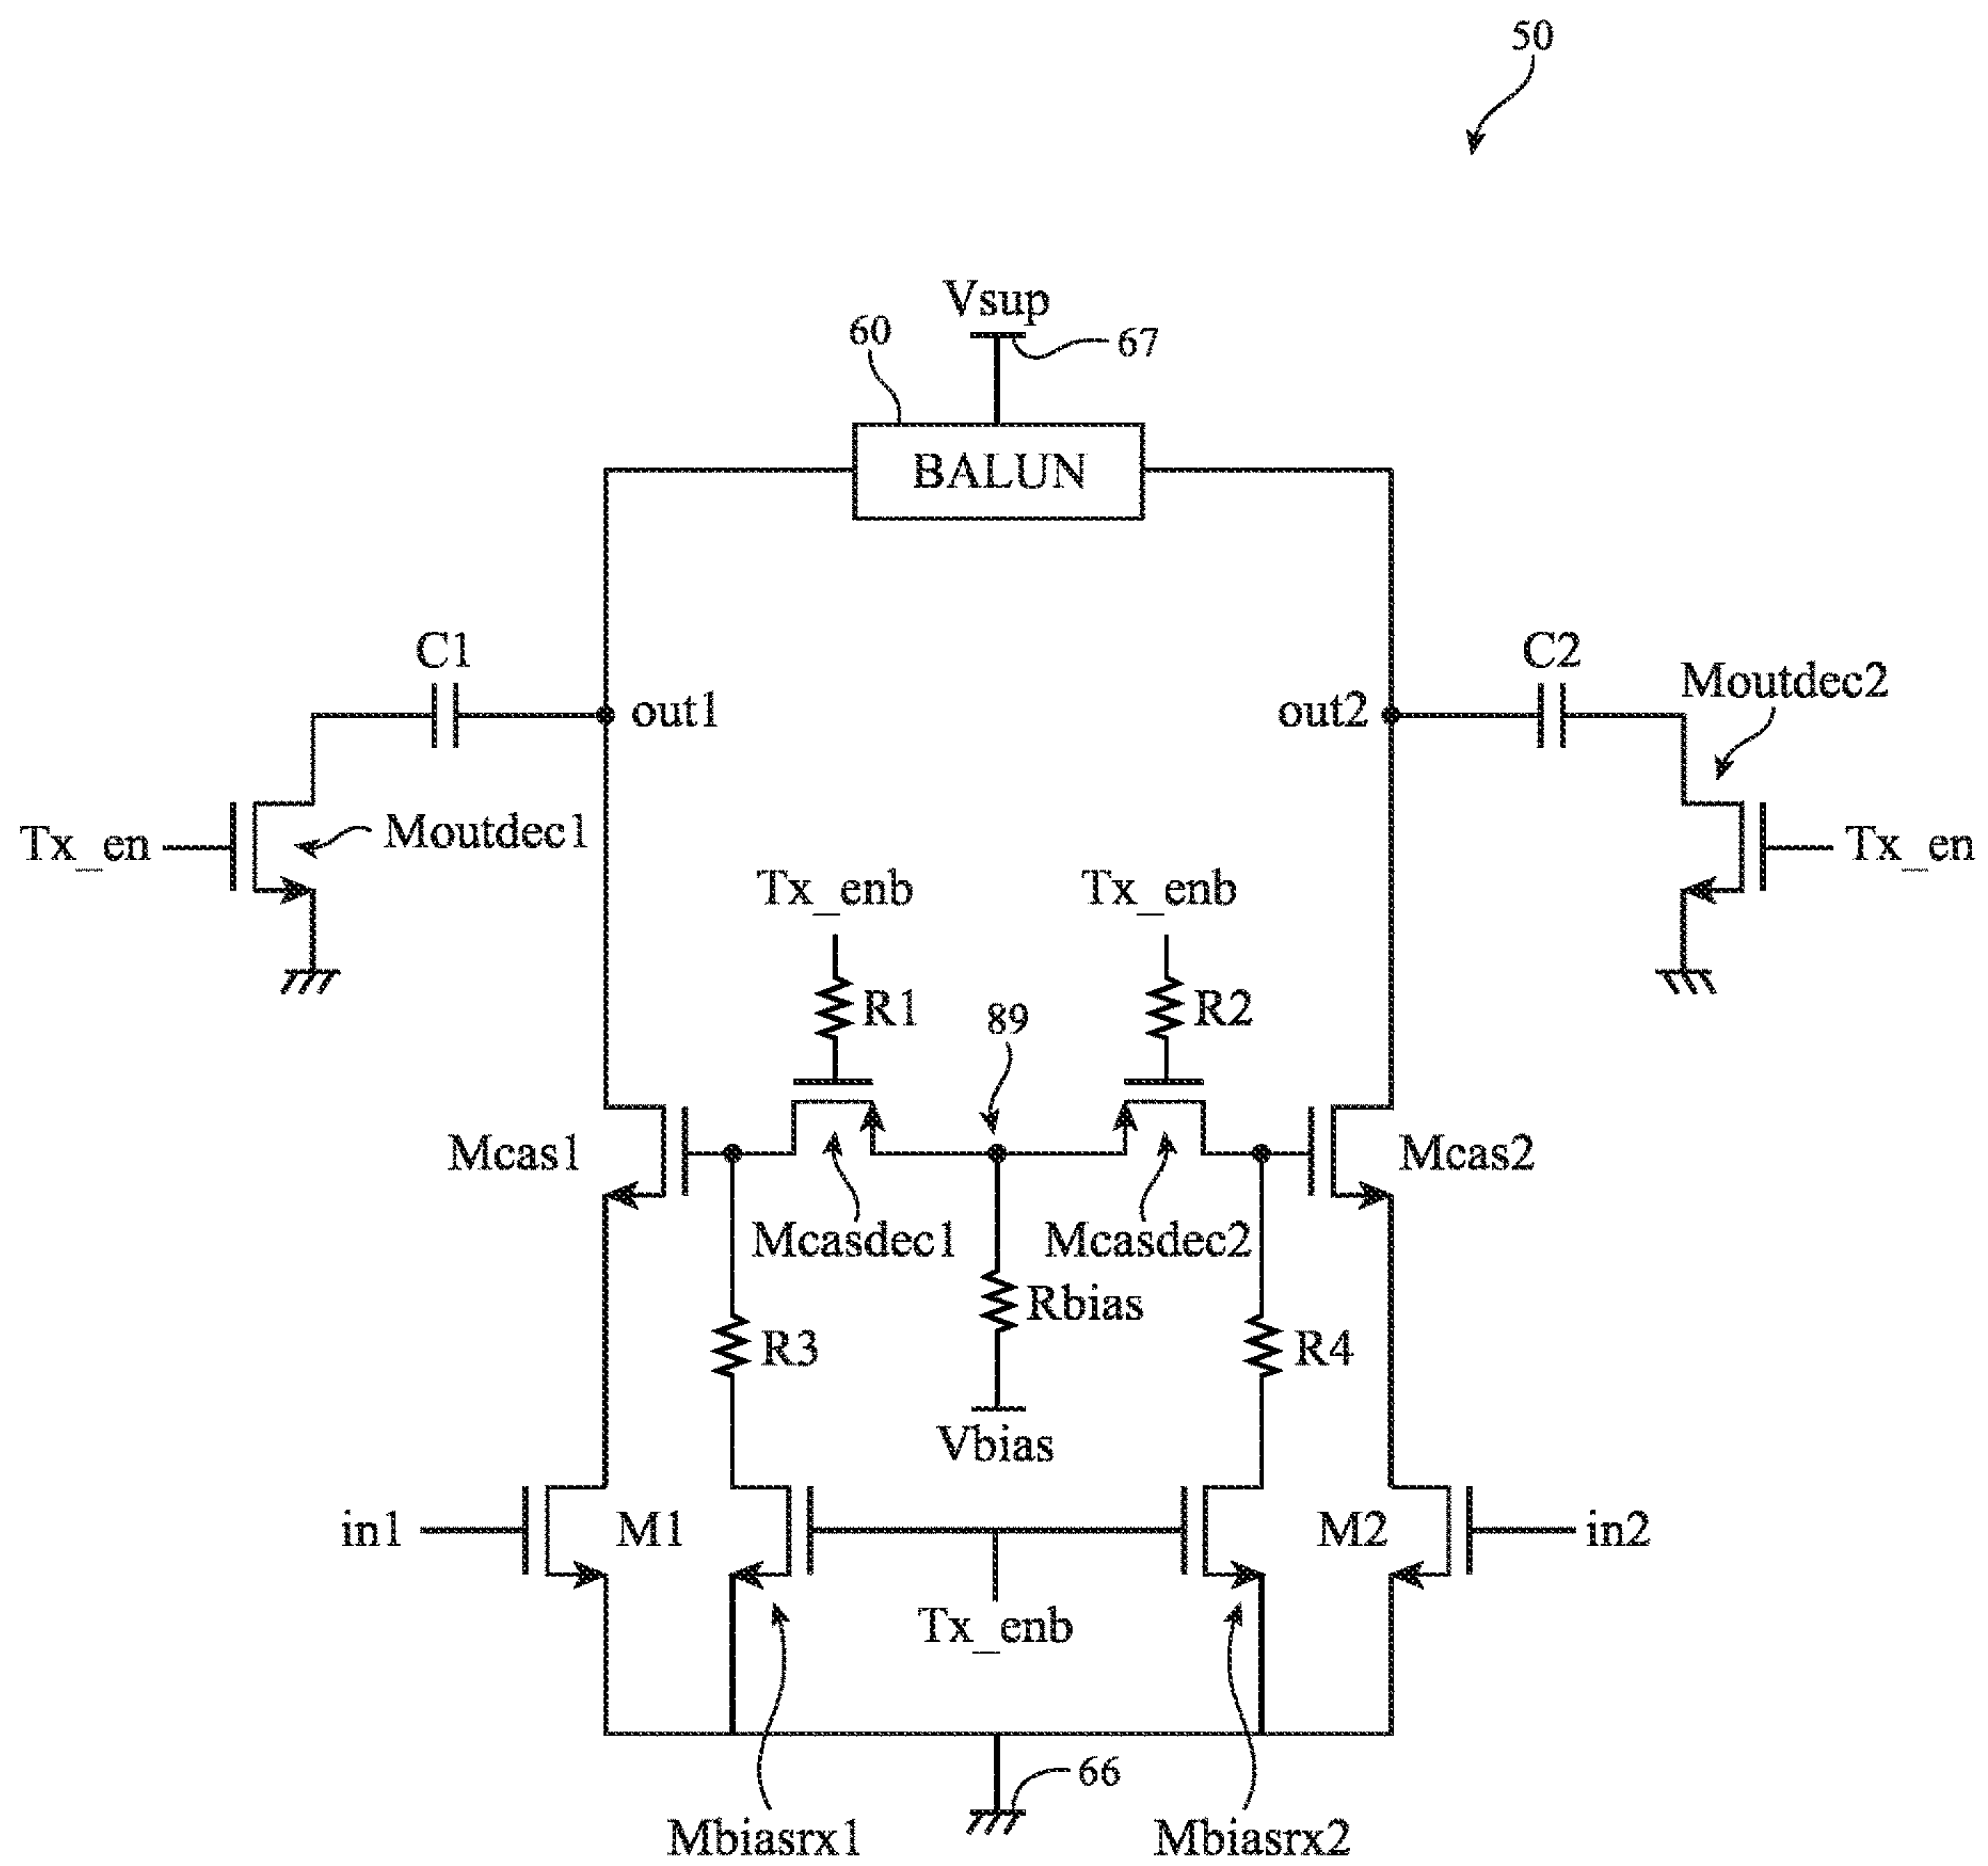 50
Vsup
60
67
BALUN
C1
C2
Moutdec2
out1
out2
Tx_en
Moutdec1
Tx_en
Tx_enb
Tx_enb
R1
89
R2
Mcas1
Mcas2
Mcasdec1
Mcasdec2
Rbias
R3
R4
Vbias
in1
M1
M2
in2
Tx_enb
66
Mbiasrx1
Mbiasrx2